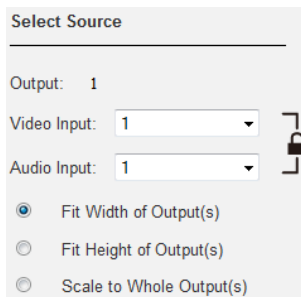 Select Source
Output: 1
Video Input: 1
Audio Input: 1
Fit Width of Output(s)
Fit Height of Output(s)
Scale to Whole Output(s)